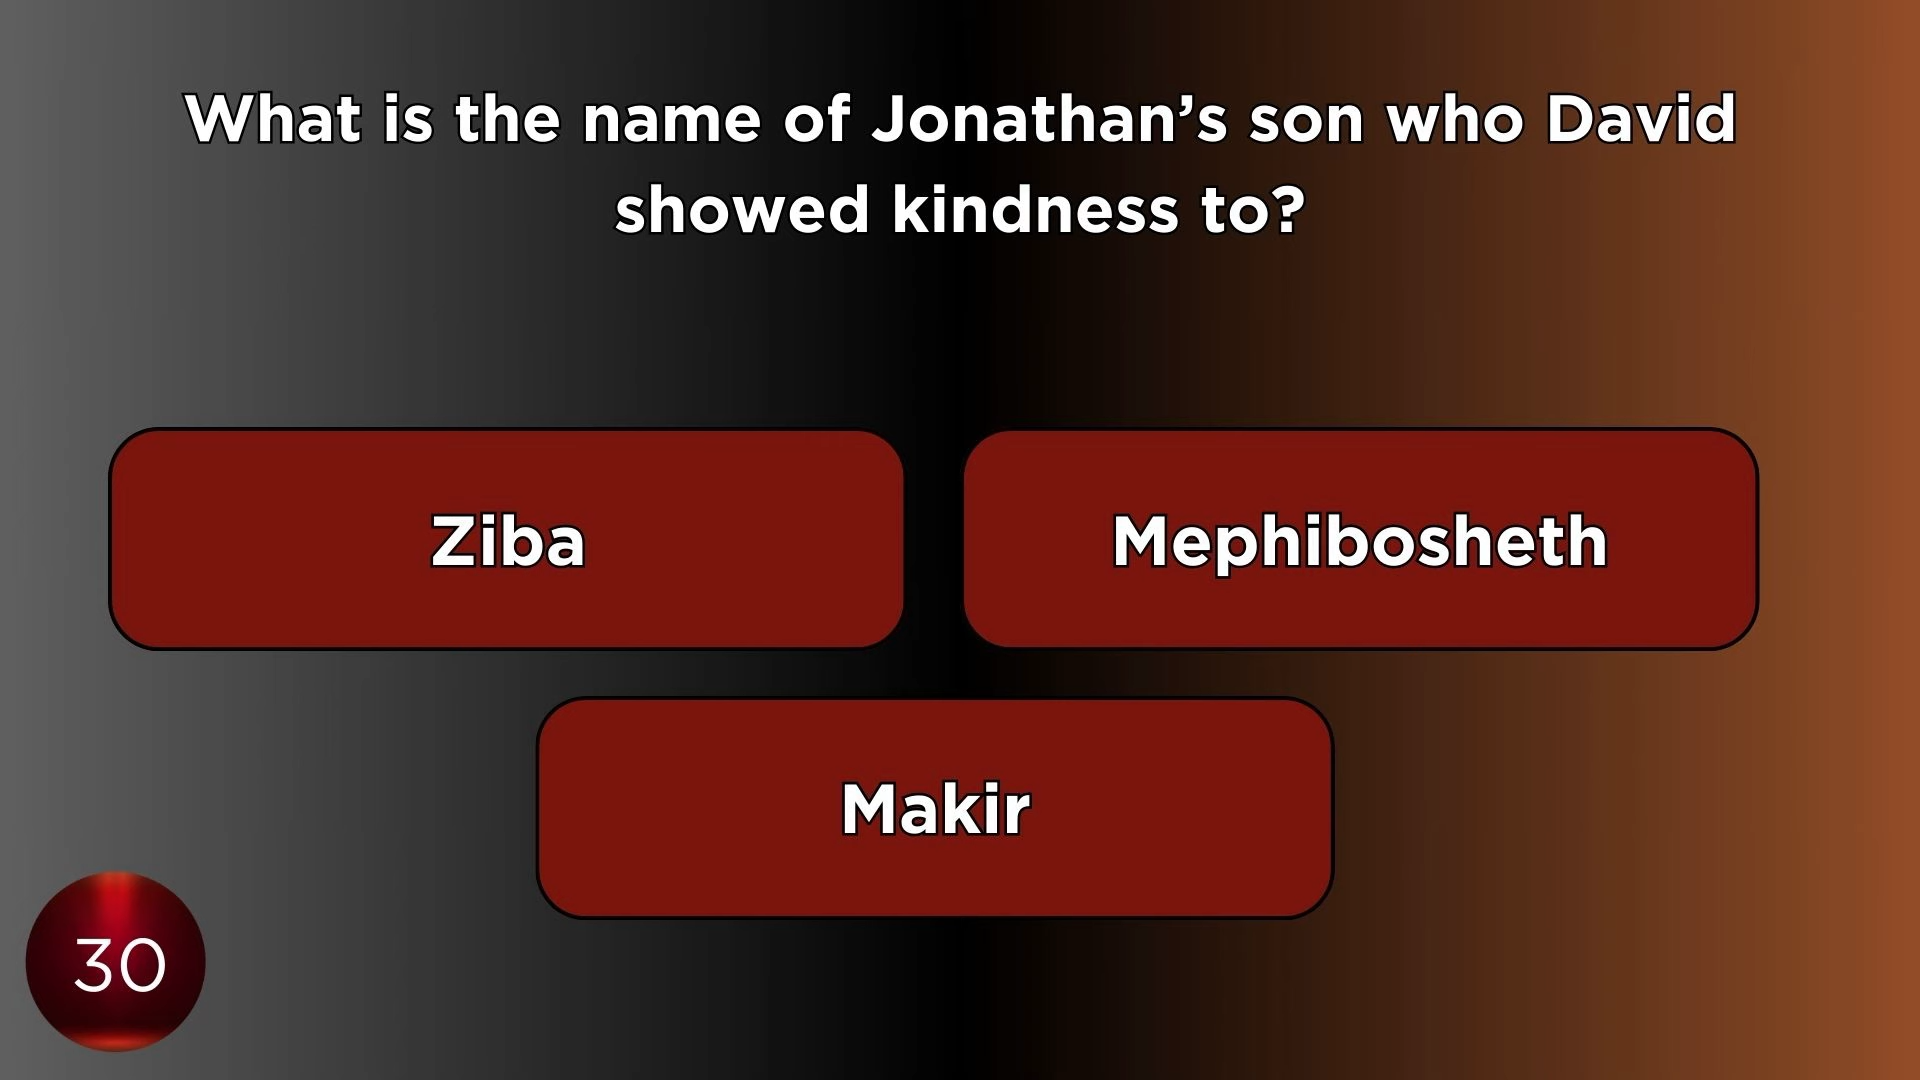 What is the name of Jonathan’s son who David
showed kindness to?
Ziba
Mephibosheth
Makir
30